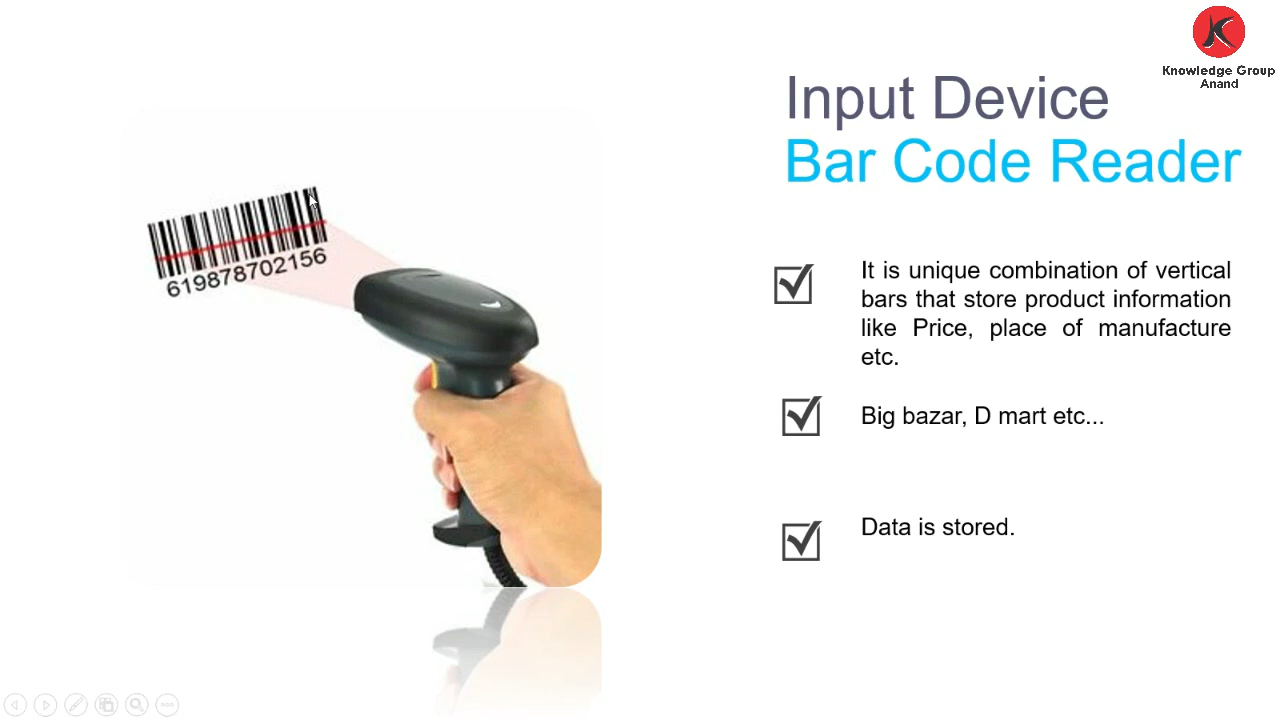 Knowledge Group
Anand
Input Device
Bar Code Reader
619878702156
It is unique combination of vertical
bars that store product information
like Price, place of manufacture
etc.
Big bazar, D mart etc...
Data is stored.